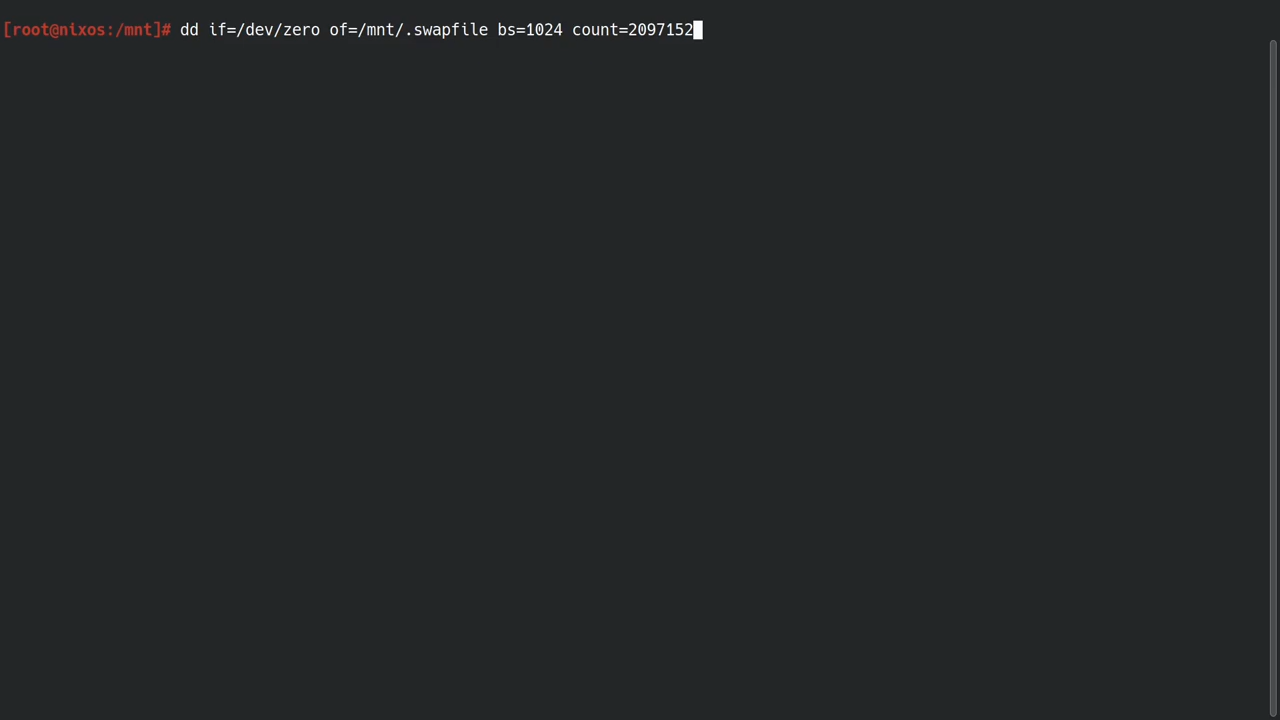 [root@nixos:/mnt]# dd if=/dev/zero of=/mnt/.swapfile bs=1024 count=2097152